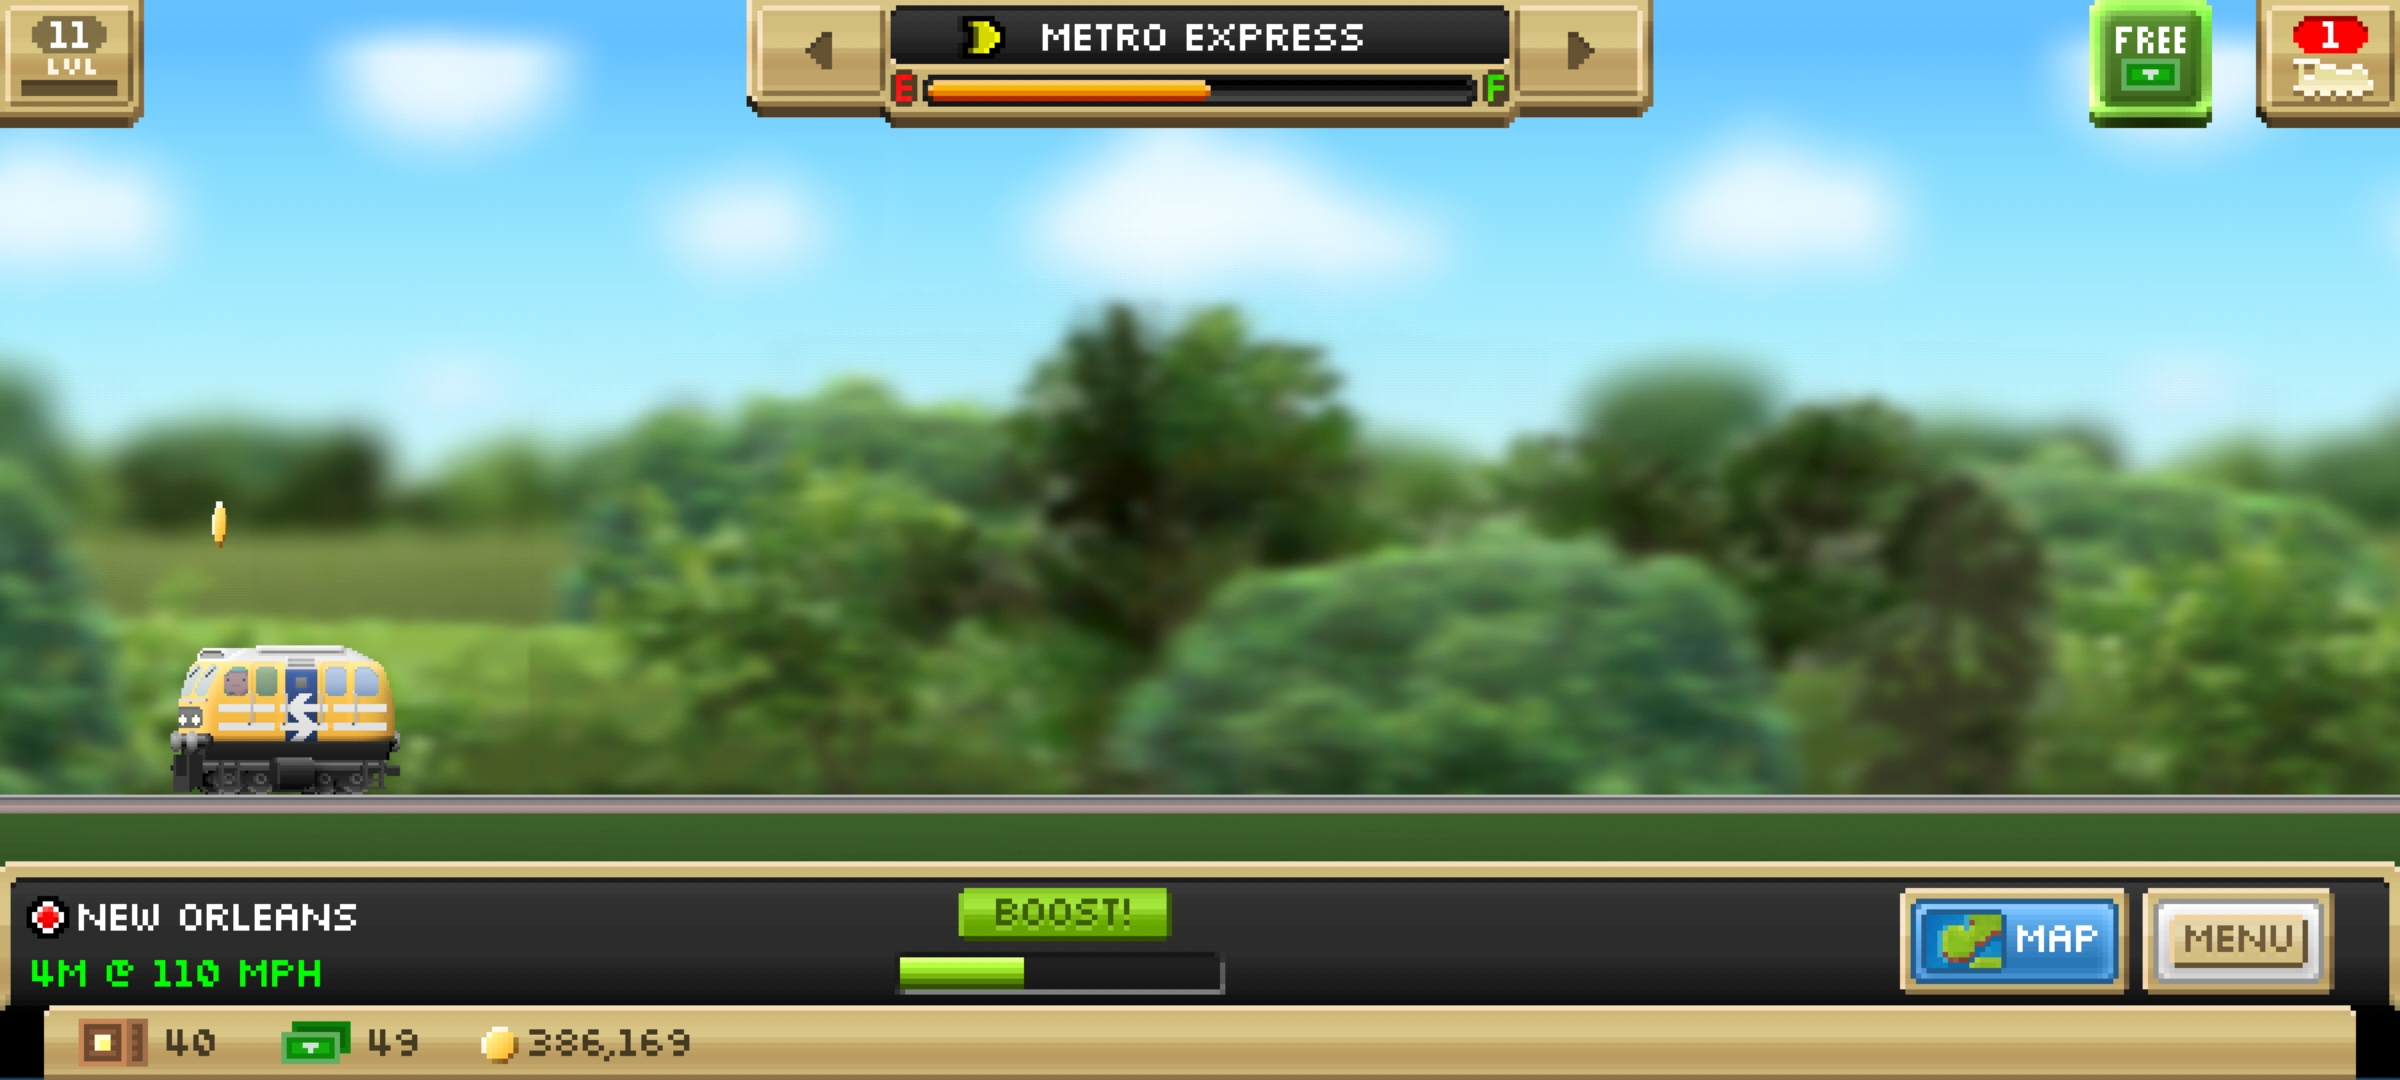 11
LVL
METRO EXPRESS
E F
FREE
1
NEW ORLEANS
4M @ 110 MPH
BOOST!
MAP
MENU
40
49
386,169